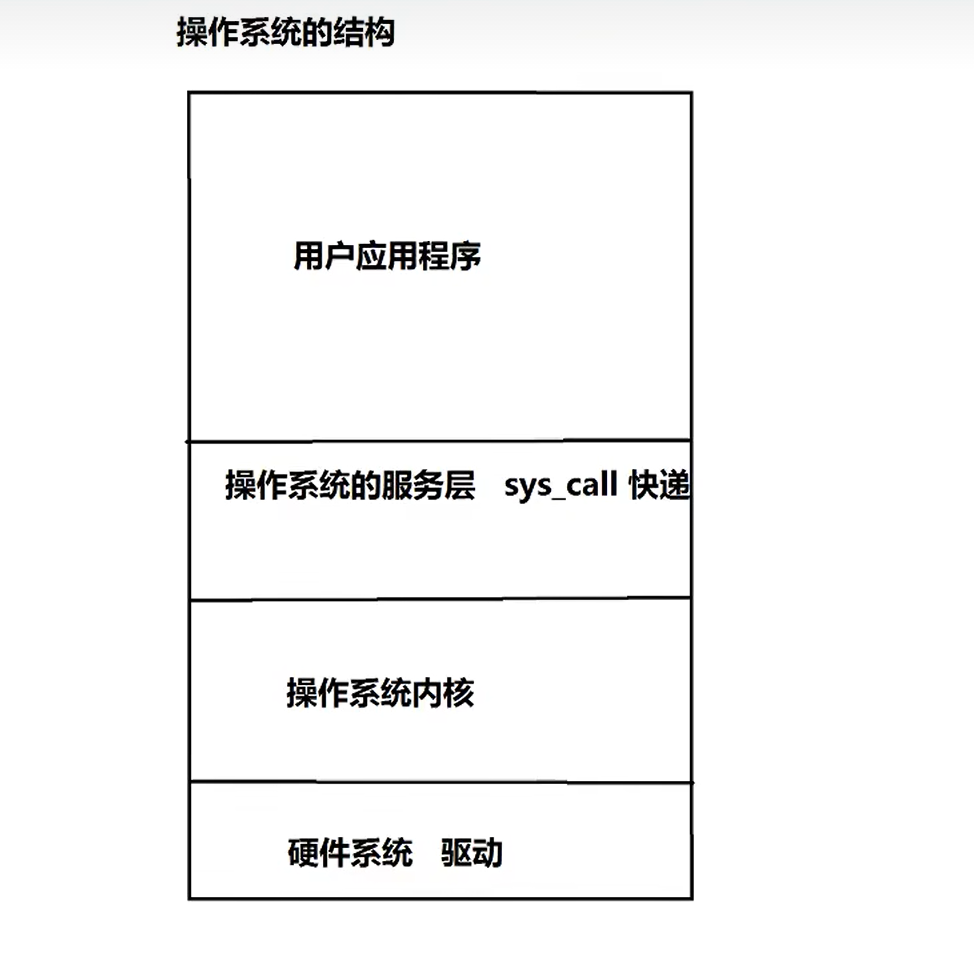 操作系统的结构
用户应用程序
操作系统的服务层 sys_call 快递
操作系统内核
硬件系统 驱动